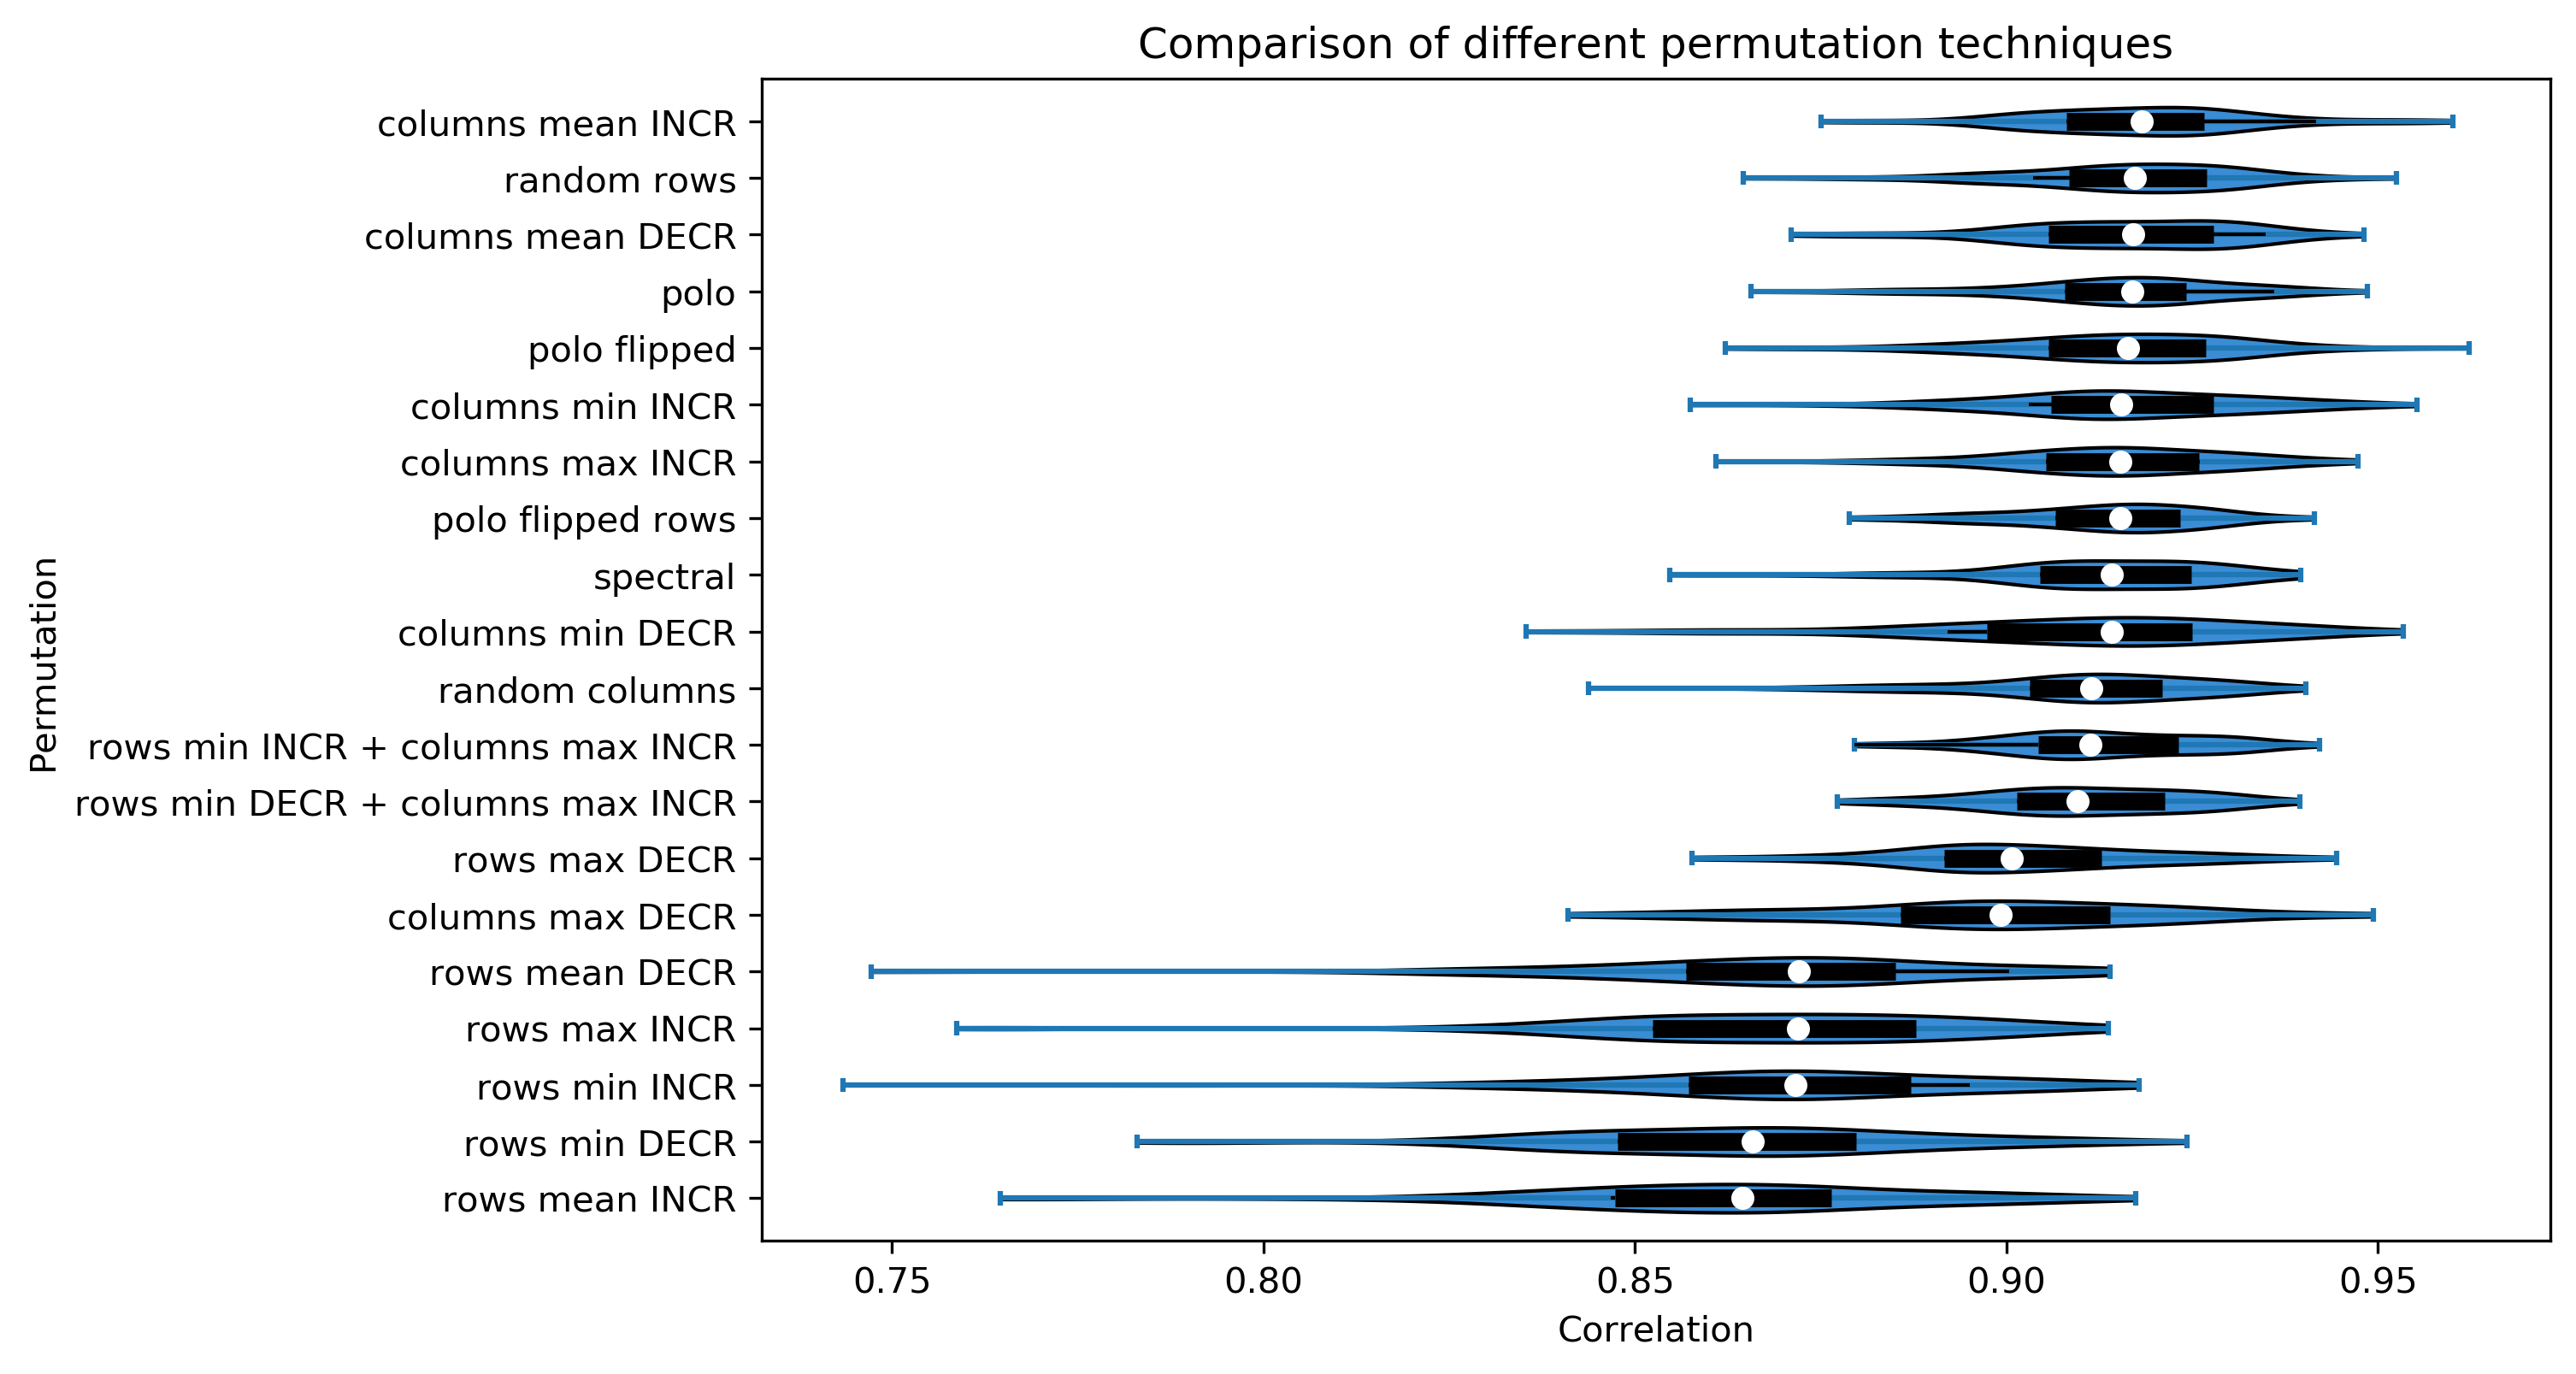 Comparison of different permutation techniques
Permutation
columns mean INCR
random rows
columns mean DECR
polo
polo flipped
columns min INCR
columns max INCR
polo flipped rows
spectral
columns min DECR
random columns
rows min INCR + columns max INCR
rows min DECR + columns max INCR
rows max DECR
columns max DECR
rows mean DECR
rows max INCR
rows min INCR
rows min DECR
rows mean INCR
0.75 0.80 0.85 0.90 0.95
Correlation